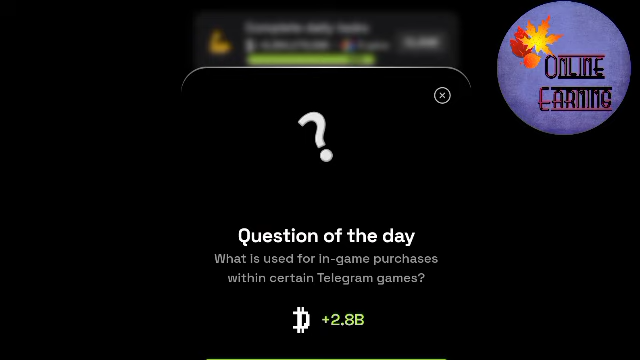 Complete daily tasks
ONLINE
EARNING
Question of the day
What is used for in-game purchases
within certain Telegram games?
+2.8B